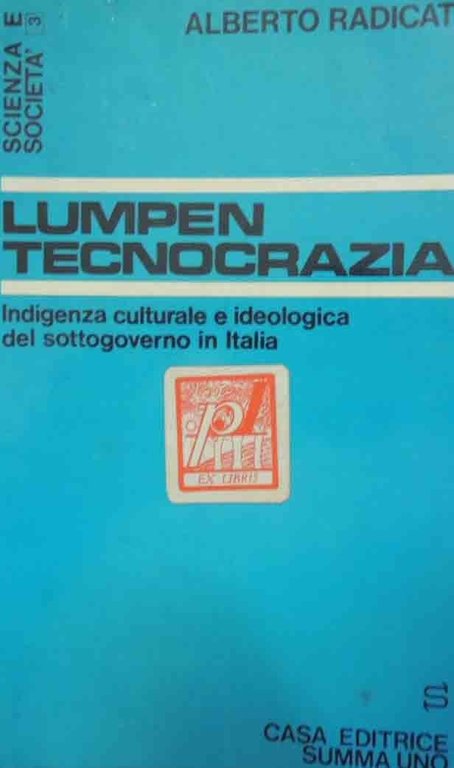 SCIENZA E
SOCIETA' 3
ALBERTO RADICAT
LUMPEN
TECNOCRAZIA
Indigenza culturale e ideologica
del sottogoverno in Italia
EX LIBRIS
CASA EDITRICE
SUMMA UNO